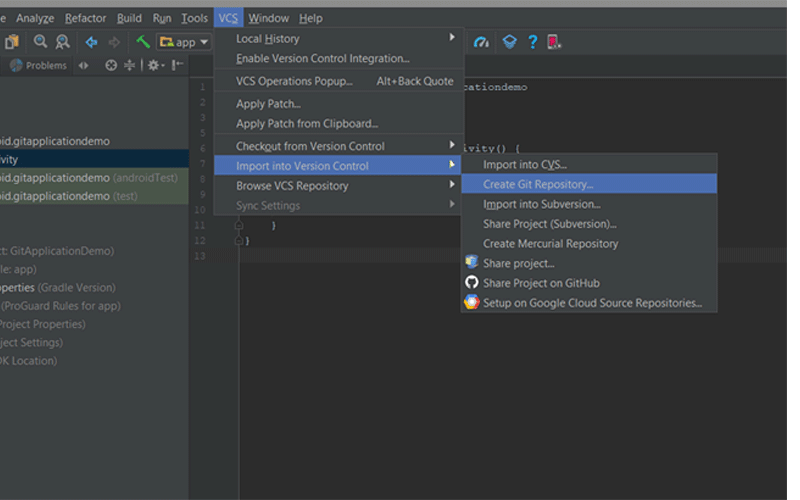 e Analyze Refactor Build Run Tools VCS Window Help
app
Problems
Local History
Enable Version Control Integration...
VCS Operations Popup... Alt+Back Quote
Apply Patch...
Apply Patch from Clipboard...
Checkout from Version Control
Import into Version Control
Browse VCS Repository
Sync Settings
Import into CVS...
Create Git Repository...
Import into Subversion...
Share Project (Subversion)...
Create Mercurial Repository
Share project...
Share Project on GitHub
Setup on Google Cloud Source Repositories...
oid.gitapplicationdemo
ivity
oid.gitapplicationdemo (androidTest)
oid.gitapplicationdemo (test)
ct: GitApplicationDemo)
le: app)
operties (Gradle Version)
(ProGuard Rules for app)
Project Properties)
ject Settings)
DK Location)
1 cationdemo
2
3
5
6 ivity() {
7
8
9
10
11 }
12 }
13